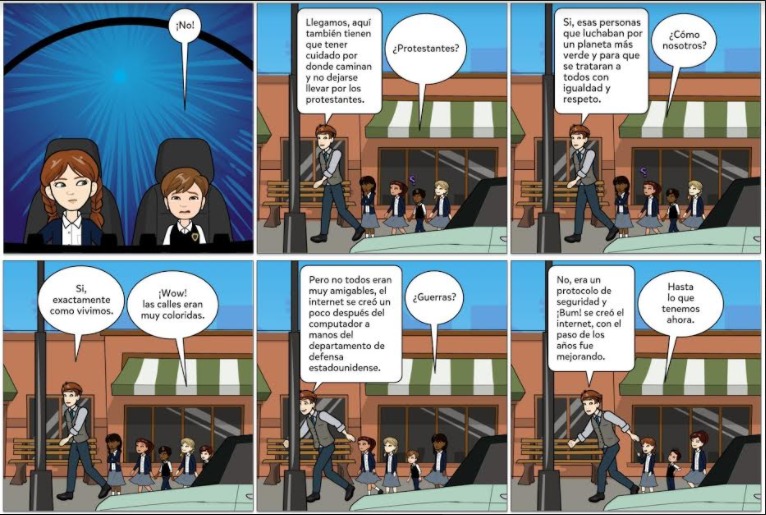 ¡No!
Llegamos, aquí
también tienen
que tener
cuidado por
donde caminan
y no dejarse
llevar por los
protestantes.
¿Protestantes?
Si, esas personas
que luchaban por
un planeta más
verde y para que
se trataran a
todos con
igualdad y
respeto.
¿Cómo
nosotros?
Si,
exactamente
como vivimos.
¡Wow!
las calles eran
muy coloridas.
Pero no todos eran
muy amigables, el
internet se creó un
poco después del
computador a
manos del
departamento de
defensa
estadounidense.
¿Guerras?
No, era un
protocolo de
seguridad y
¡Bum! se creó el
internet, con el
paso de los
años fue
mejorando.
Hasta
lo que
tenemos
ahora.